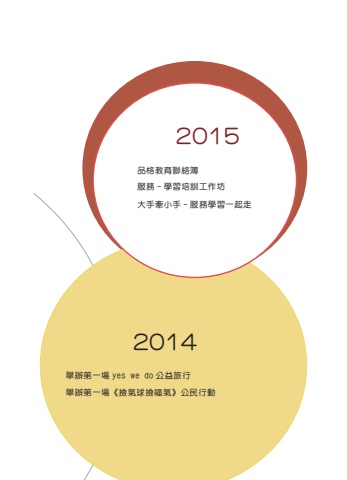 2015
品格教育聯絡簿
服務－學習培訓工作坊
大手牽小手－服務學習一起走
2014
舉辦第一場 yes we do 公益旅行
舉辦第一場《撿氣球撿福氣》公民行動